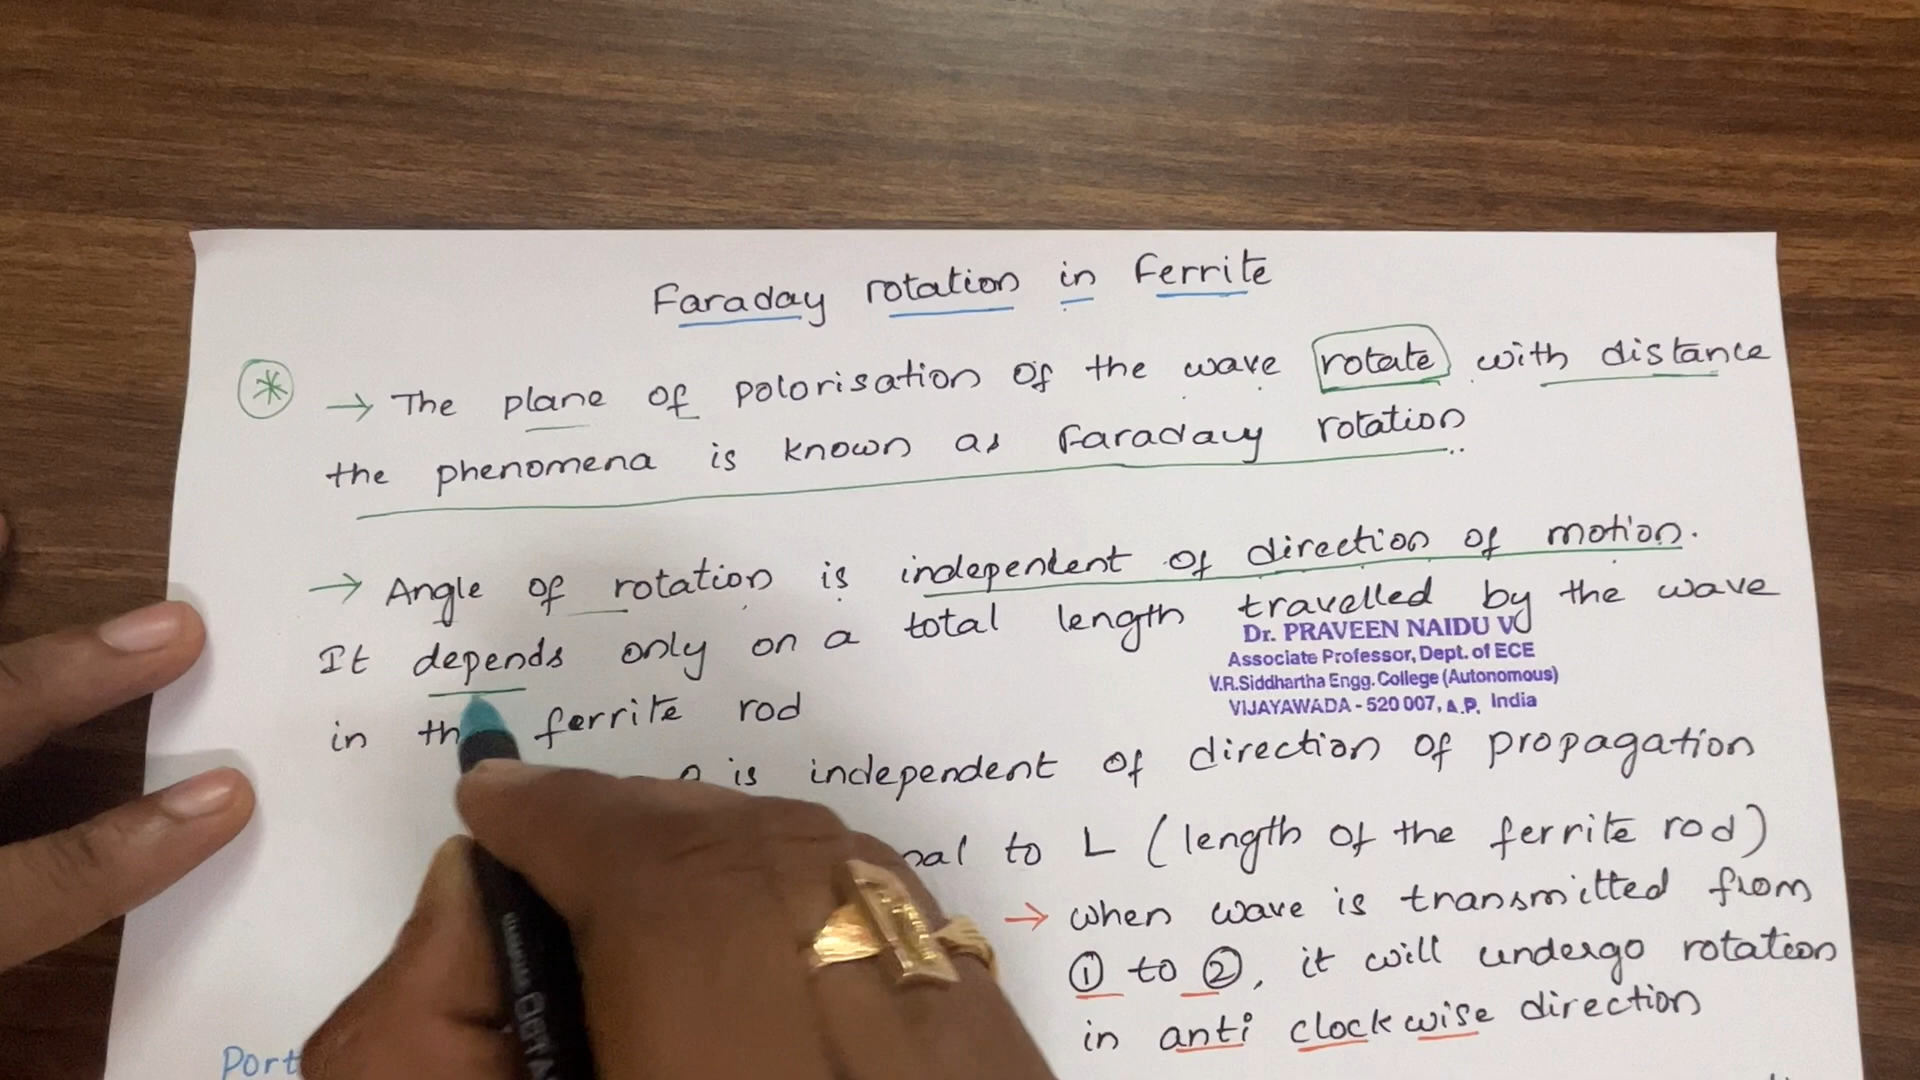 Faraday rotation in Ferrite
* → The plane of polorisation of the wave rotate with distance
the phenomena is known as Faraday rotation
→ Angle of rotation is independent of direction of motion.
It depends only on a total length travelled by the wave
in ferrite rod
Dr. PRAVEEN NAIDU V
Associate Professor, Dept. of ECE
V.R.Siddhartha Engg. College (Autonomous)
VIJAYAWADA - 520 007, A.P. India
is independent of direction of propagation
to L (length of the ferrite rod)
→ when wave is transmitted from
① to ②, it will undergo rotation
in anti clockwise direction
Port